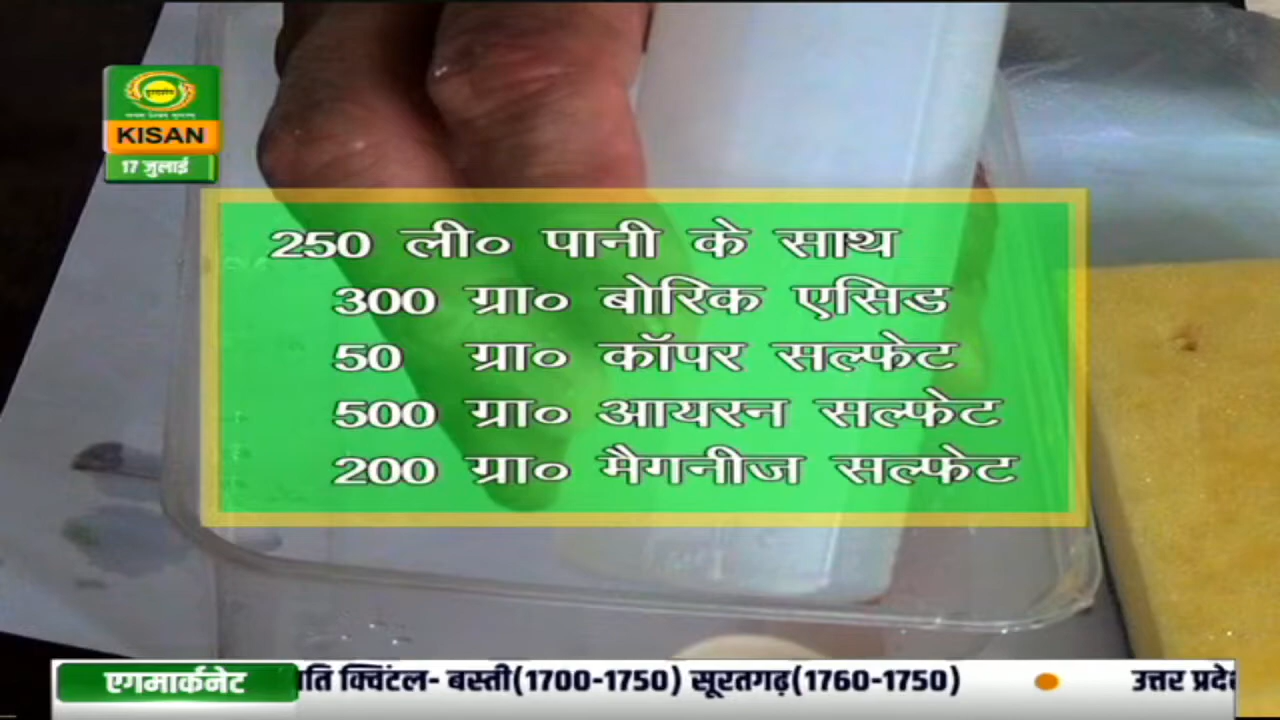 KISAN
17 जुलाई
250 ली० पानी के साथ
300 ग्रा० बोरिक एसिड
50 ग्रा० कॉपर सल्फेट
500 ग्रा० आयरन सल्फेट
200 ग्रा० मैगनीज सल्फेट
एगमार्कनेट
क्विंटल- बस्ती(1700-1750) सूरतगढ़(1760-1750) उत्तर